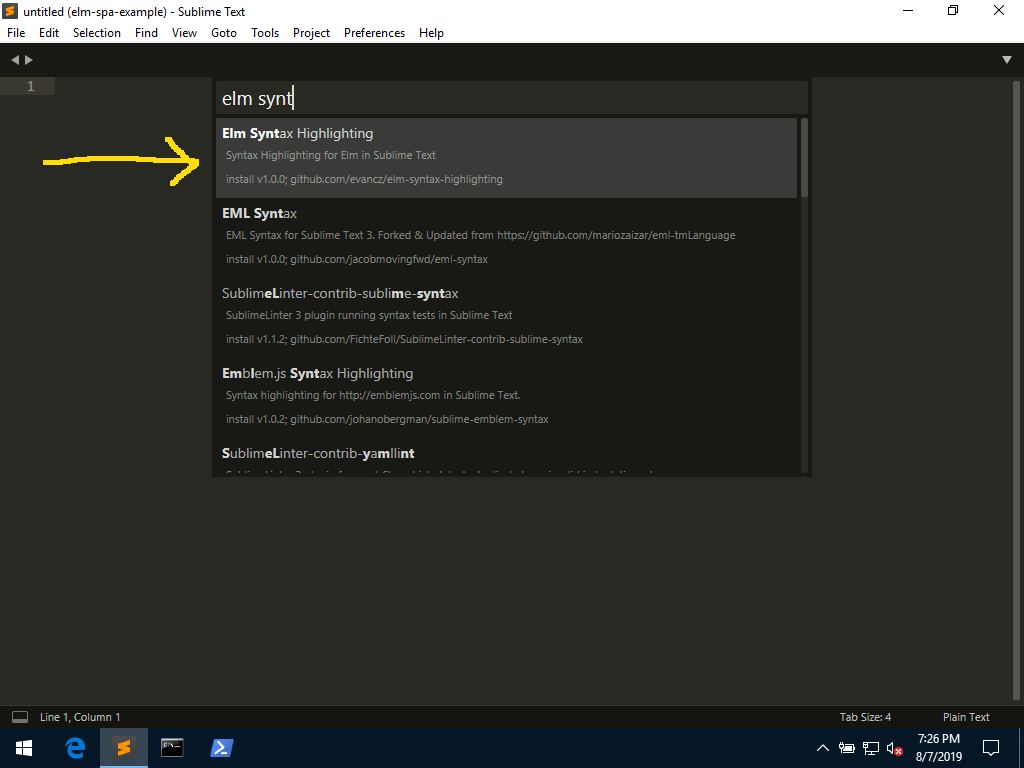 untitled (elm-spa-example) - Sublime Text
File Edit Selection Find View Goto Tools Project Preferences Help
1
elm synt
Elm Syntax Highlighting
Syntax Highlighting for Elm in Sublime Text
install v1.0.0; github.com/evancz/elm-syntax-highlighting
EML Syntax
EML Syntax for Sublime Text 3. Forked & Updated from https://github.com/mariozaizar/eml-tmLanguage
install v1.0.0; github.com/jacobmovingfwd/eml-syntax
SublimeLinter-contrib-sublime-syntax
SublimeLinter 3 plugin running syntax tests in Sublime Text
install v1.1.2; github.com/FichteFoll/SublimeLinter-contrib-sublime-syntax
Emblem.js Syntax Highlighting
Syntax highlighting for http://emblemjs.com in Sublime Text.
install v1.0.2; github.com/johanobergman/sublime-emblem-syntax
SublimeLinter-contrib-yamllint
Line 1, Column 1 Tab Size: 4 Plain Text
7:26 PM
8/7/2019